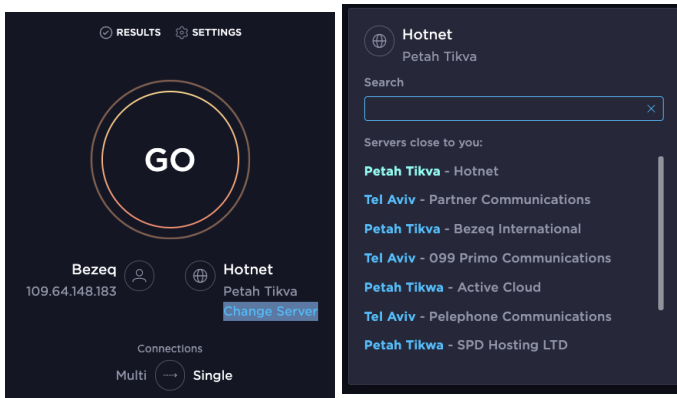 RESULTS SETTINGS
GO
Bezeq
109.64.148.183
Hotnet
Petah Tikva
Change Server
Connections
Multi Single
Hotnet
Petah Tikva
Search
Servers close to you:
Petah Tikva - Hotnet
Tel Aviv - Partner Communications
Petah Tikva - Bezeq International
Tel Aviv - 099 Primo Communications
Petah Tikwa - Active Cloud
Tel Aviv - Pelephone Communications
Petah Tikwa - SPD Hosting LTD